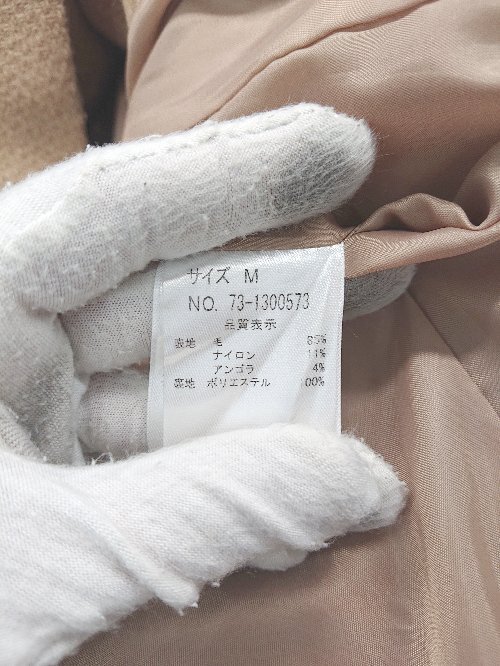 サイズ M
NO. 73-1300573
品質表示
表地 毛 85%
ナイロン 11%
アンゴラ 4%
裏地 ポリエステル 100%